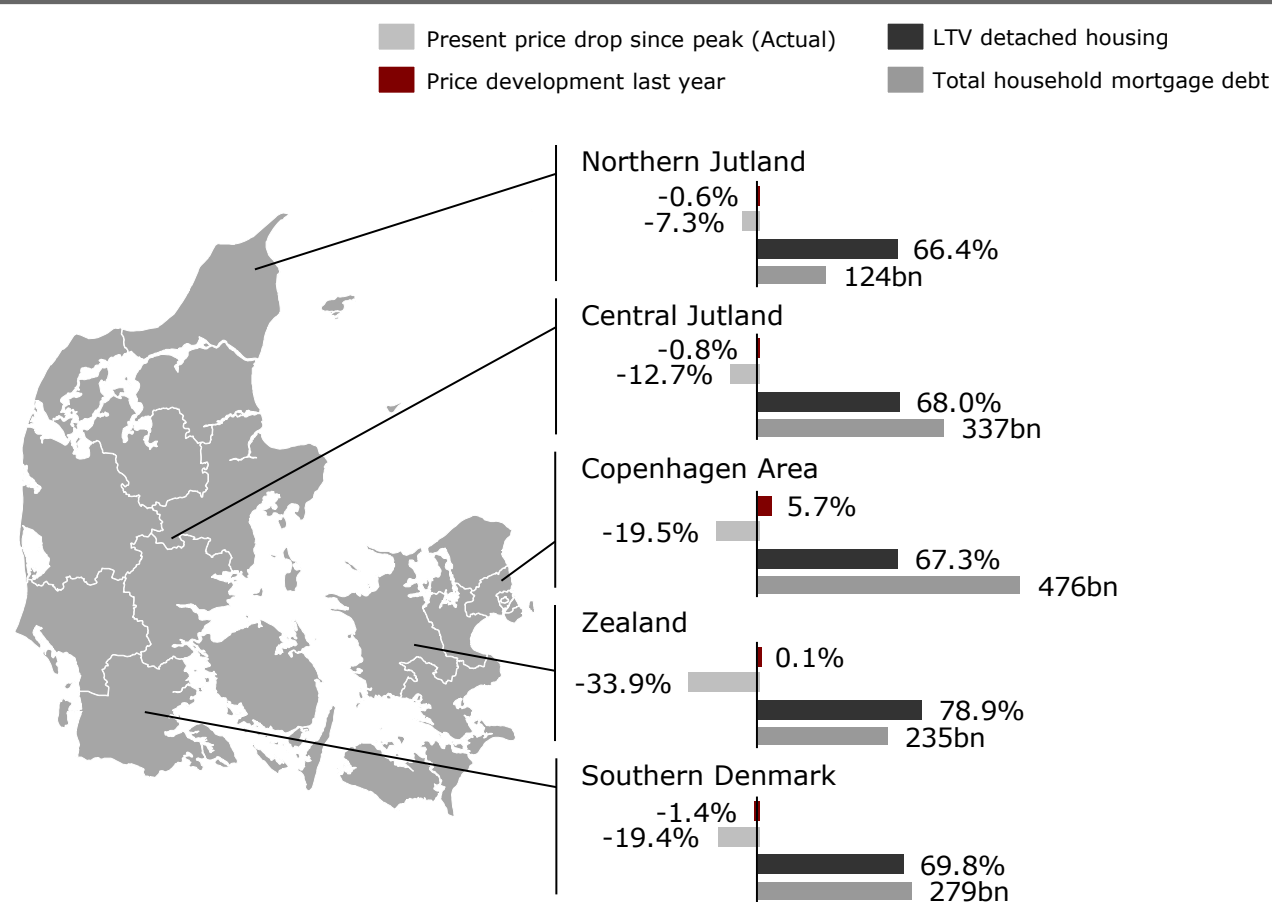 Present price drop since peak (Actual)
LTV detached housing
Price development last year
Total household mortgage debt
Northern Jutland
-0.6%
-7.3%
66.4%
124bn
Central Jutland
-0.8%
-12.7%
68.0%
337bn
Copenhagen Area
5.7%
-19.5%
67.3%
476bn
Zealand
0.1%
-33.9%
78.9%
235bn
Southern Denmark
-1.4%
-19.4%
69.8%
279bn